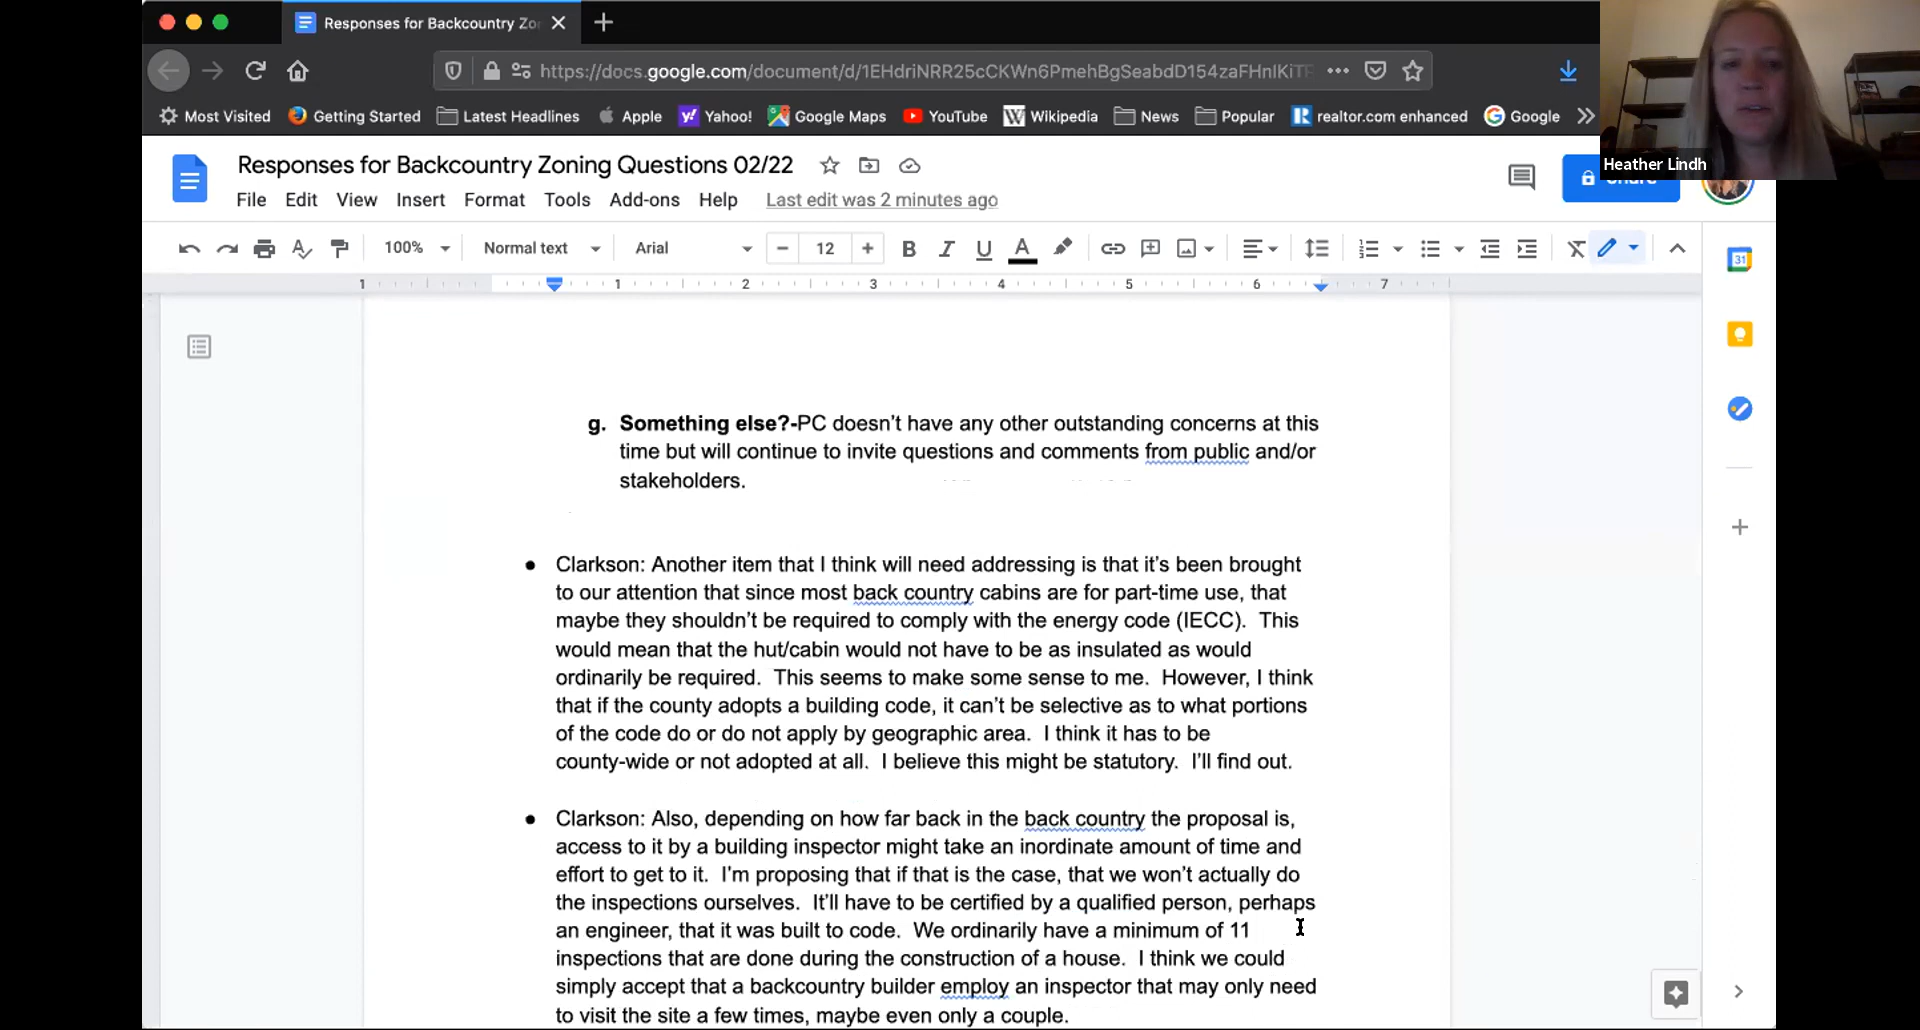 Responses for Backcountry Zo
https://docs.google.com/document/d/1EHdriNRR25cCKWn6PmehBgSeabdD154zaFHnIKiTF
Most Visited Getting Started Latest Headlines Apple Yahoo! Google Maps YouTube Wikipedia News Popular realtor.com enhanced Google
Heather Lindh
Responses for Backcountry Zoning Questions 02/22
Share
File Edit View Insert Format Tools Add-ons Help Last edit was 2 minutes ago
100% Normal text Arial 12 B I U A
31
1 1 2 3 4 5 6 7
g. Something else?-PC doesn't have any other outstanding concerns at this
time but will continue to invite questions and comments from public and/or
stakeholders.
● Clarkson: Another item that I think will need addressing is that it's been brought
to our attention that since most back country cabins are for part-time use, that
maybe they shouldn't be required to comply with the energy code (IECC). This
would mean that the hut/cabin would not have to be as insulated as would
ordinarily be required. This seems to make some sense to me. However, I think
that if the county adopts a building code, it can't be selective as to what portions
of the code do or do not apply by geographic area. I think it has to be
county-wide or not adopted at all. I believe this might be statutory. I'll find out.
● Clarkson: Also, depending on how far back in the back country the proposal is,
access to it by a building inspector might take an inordinate amount of time and
effort to get to it. I'm proposing that if that is the case, that we won't actually do
the inspections ourselves. It'll have to be certified by a qualified person, perhaps
an engineer, that it was built to code. We ordinarily have a minimum of 11
inspections that are done during the construction of a house. I think we could
simply accept that a backcountry builder employ an inspector that may only need
to visit the site a few times, maybe even only a couple.